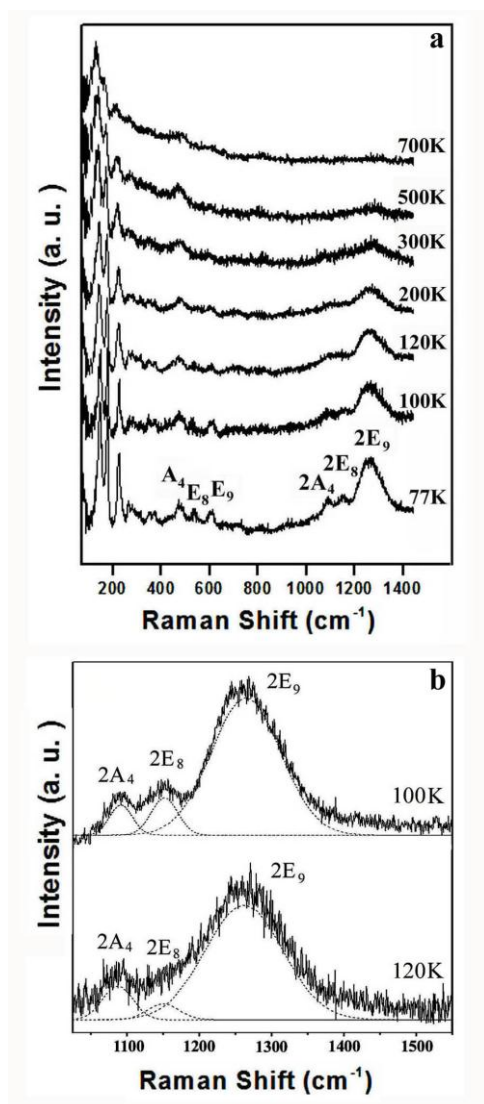 a
700K
500K
300K
200K
120K
100K
2E9
2E8
2A4
77K
A4
E8 E9
Intensity (a. u. )
200 400 600 800 1000 1200 1400
Raman Shift (cm-1)
b
2E9
2E8
2A4
100K
2E9
2A4 2E8
120K
Intensity (a. u. )
1100 1200 1300 1400 1500
Raman Shift (cm-1)